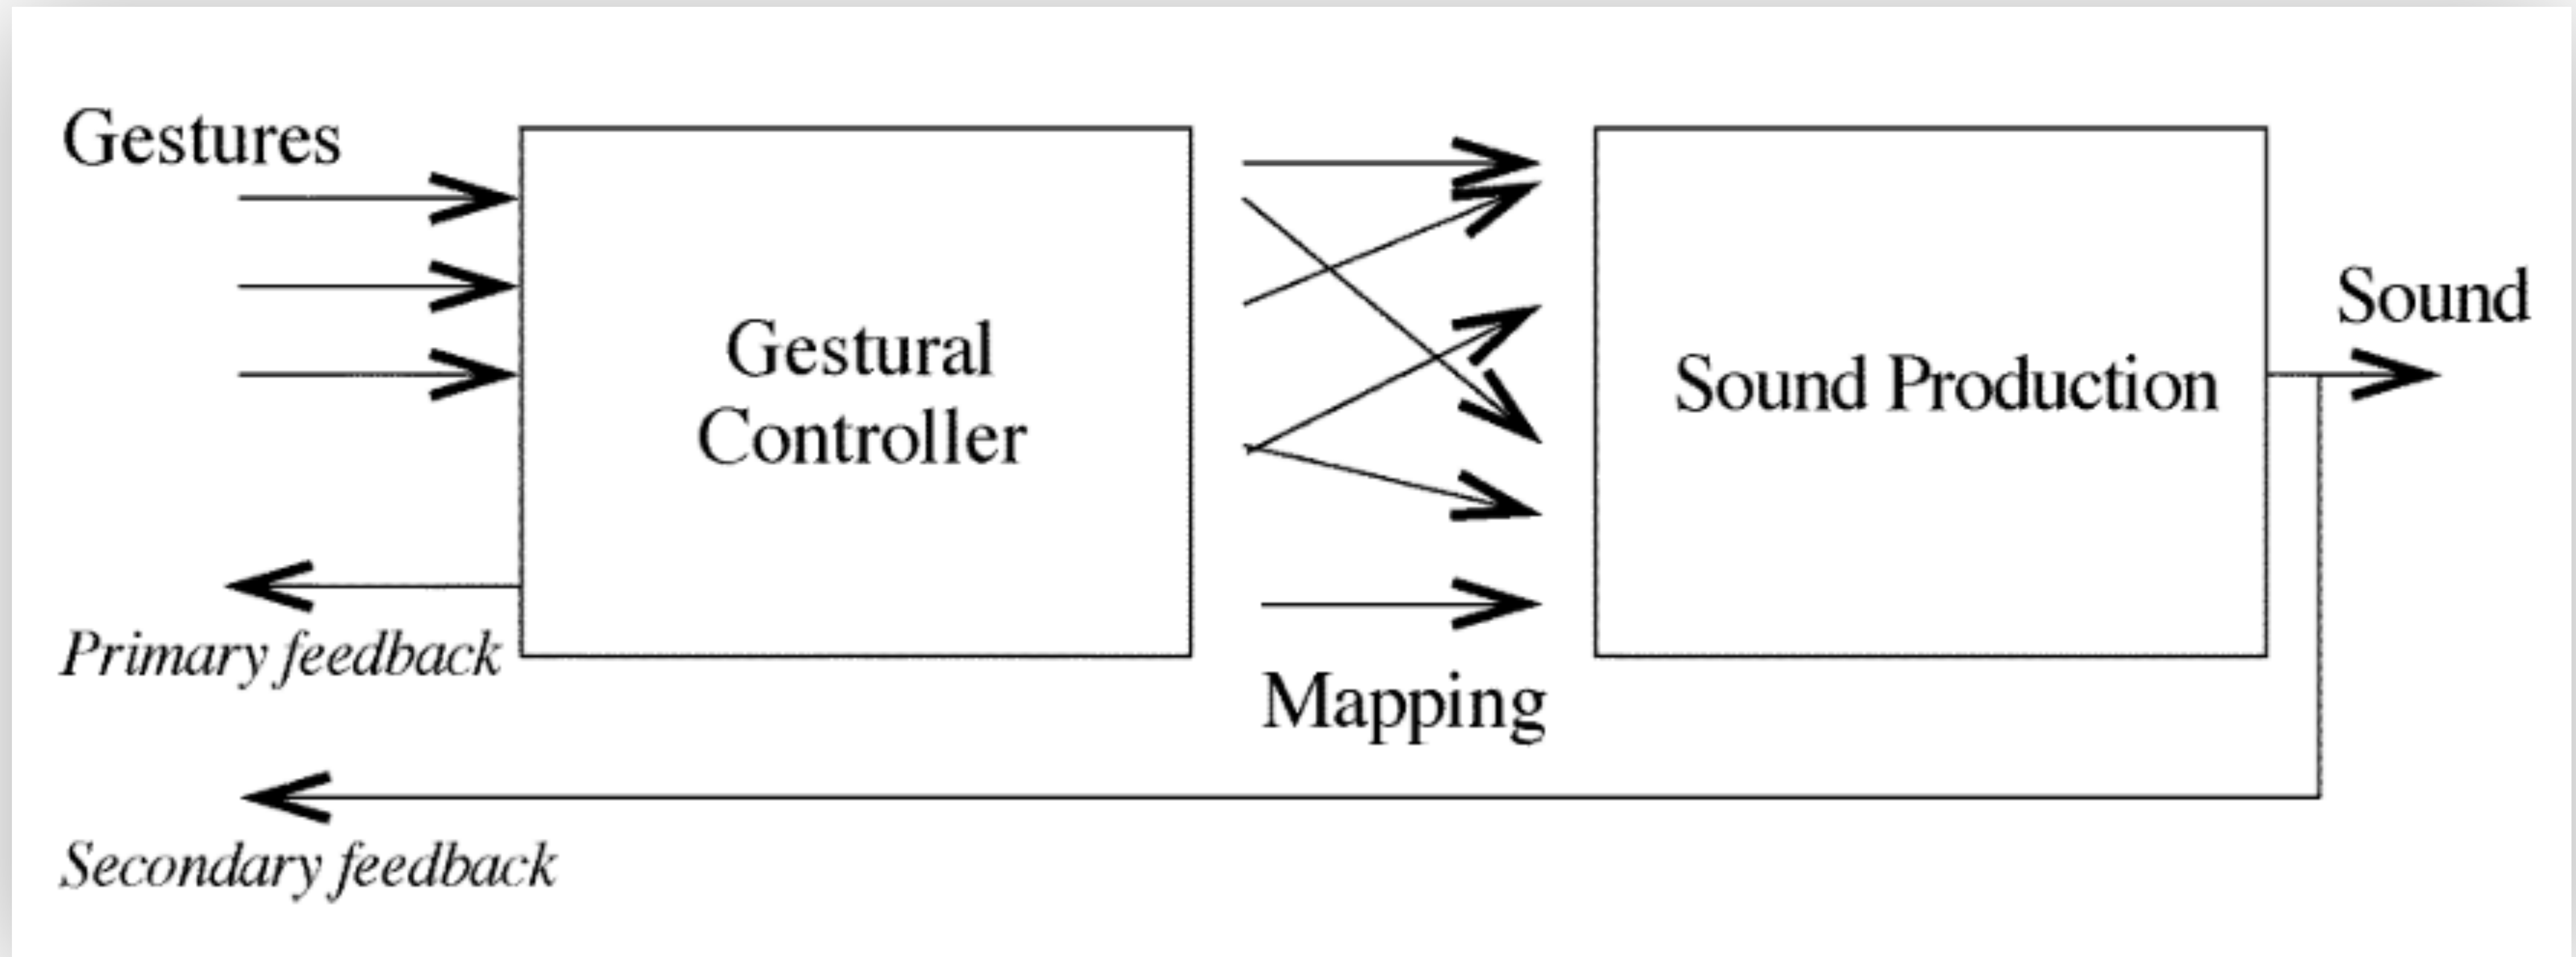 Gestures
Gestural
Controller
Sound Production
Sound
Primary feedback
Mapping
Secondary feedback